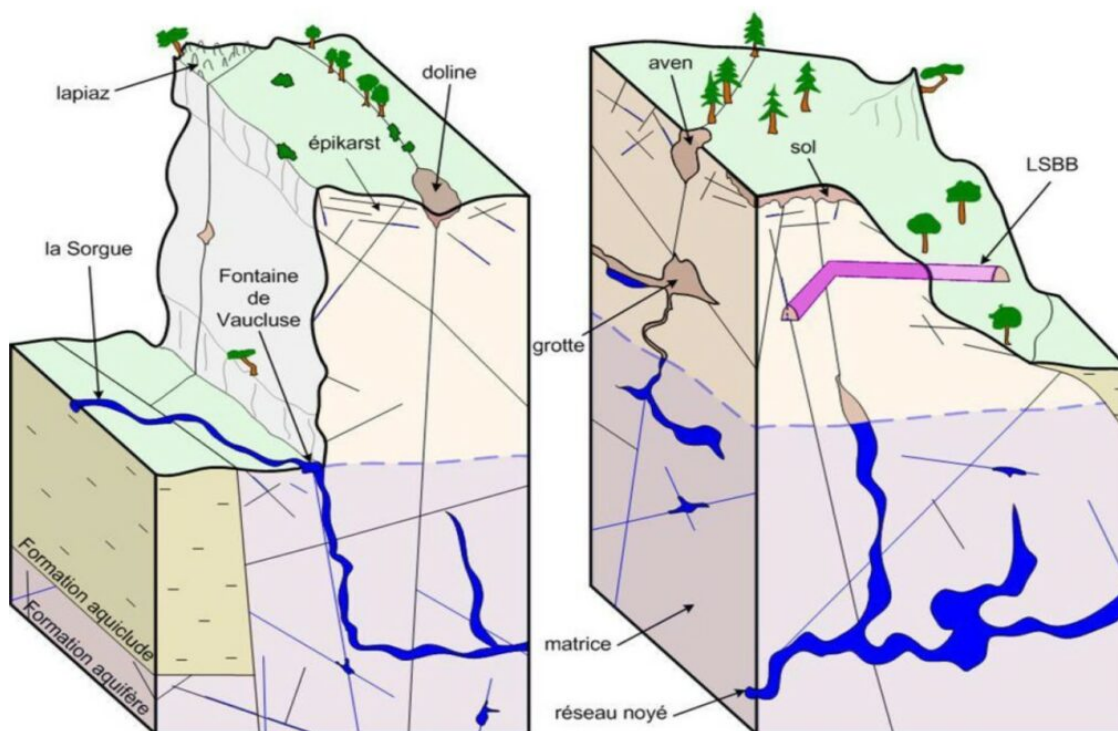 lapiaz
doline
épikarst
la Sorgue
Fontaine
de
Vaucluse
Formation aquiclude
Formation aquifère
aven
sol
LSBB
grotte
matrice
réseau noyé